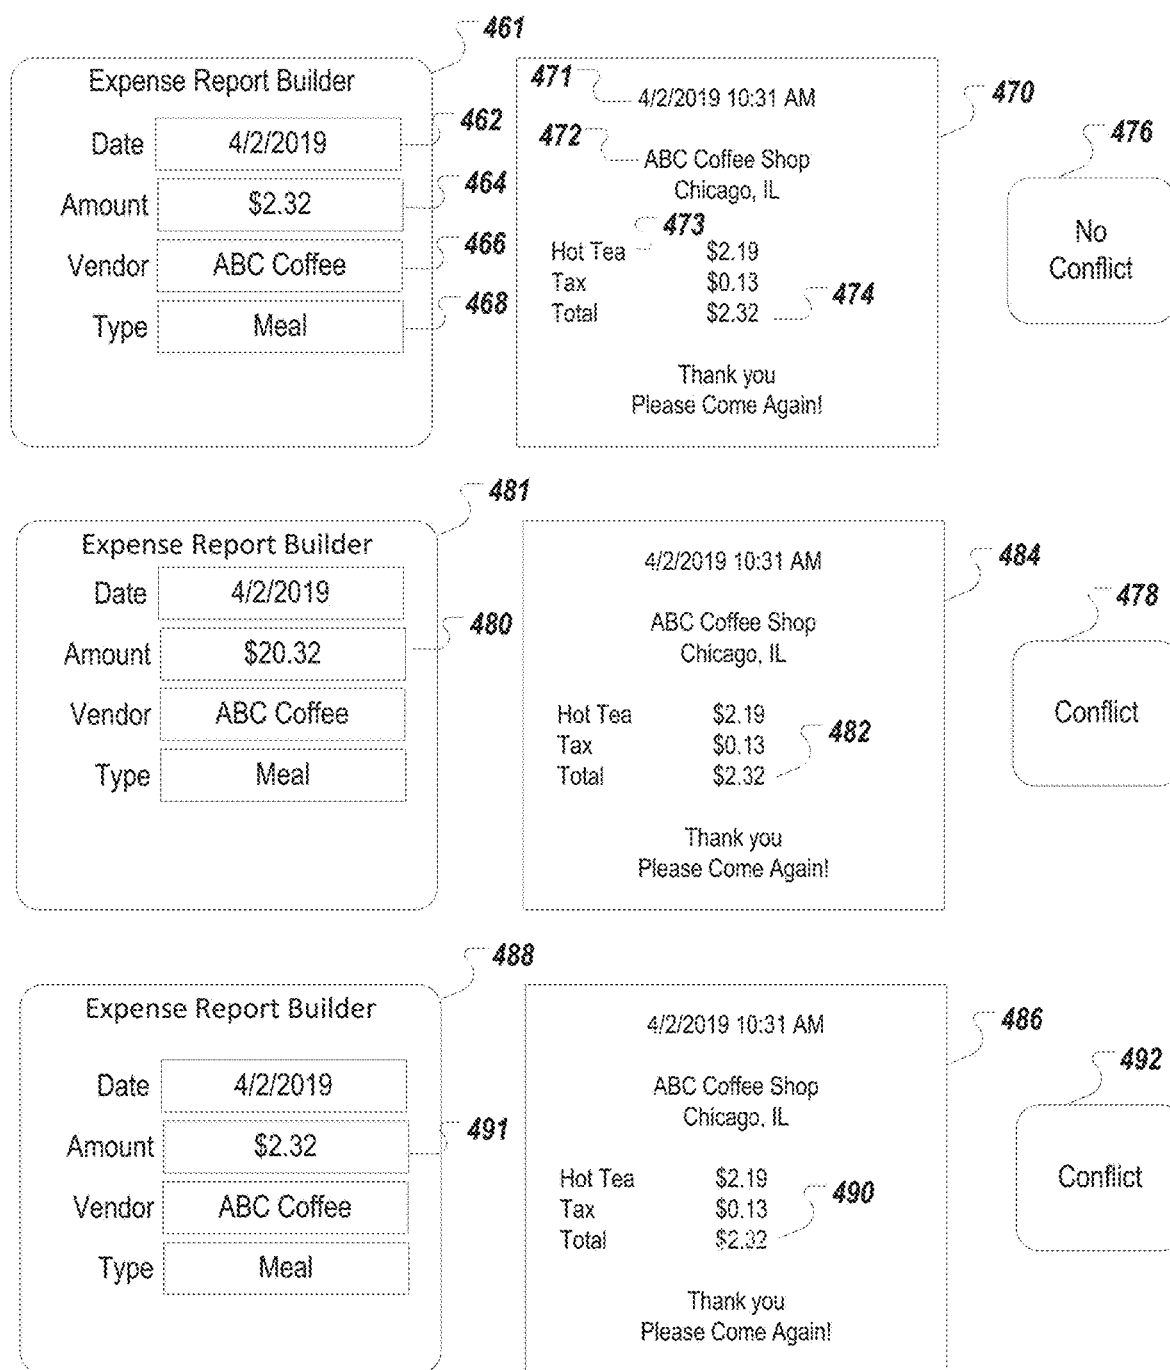 461
Expense Report Builder
Date 4/2/2019 462
Amount $2.32 464
Vendor ABC Coffee 466
Type Meal 468
471 4/2/2019 10:31 AM 470
472 ABC Coffee Shop
Chicago, IL
473
Hot Tea $2.19
Tax $0.13 474
Total $2.32
Thank you
Please Come Again!
476
No
Conflict
481
Expense Report Builder
Date 4/2/2019
Amount $20.32 480
Vendor ABC Coffee
Type Meal
4/2/2019 10:31 AM 484
ABC Coffee Shop
Chicago, IL
Hot Tea $2.19
Tax $0.13 482
Total $2.32
Thank you
Please Come Again!
478
Conflict
488
Expense Report Builder
Date 4/2/2019
Amount $2.32 491
Vendor ABC Coffee
Type Meal
4/2/2019 10:31 AM 486
ABC Coffee Shop
Chicago, IL
Hot Tea $2.19
Tax $0.13 490
Total $2.32
Thank you
Please Come Again!
492
Conflict